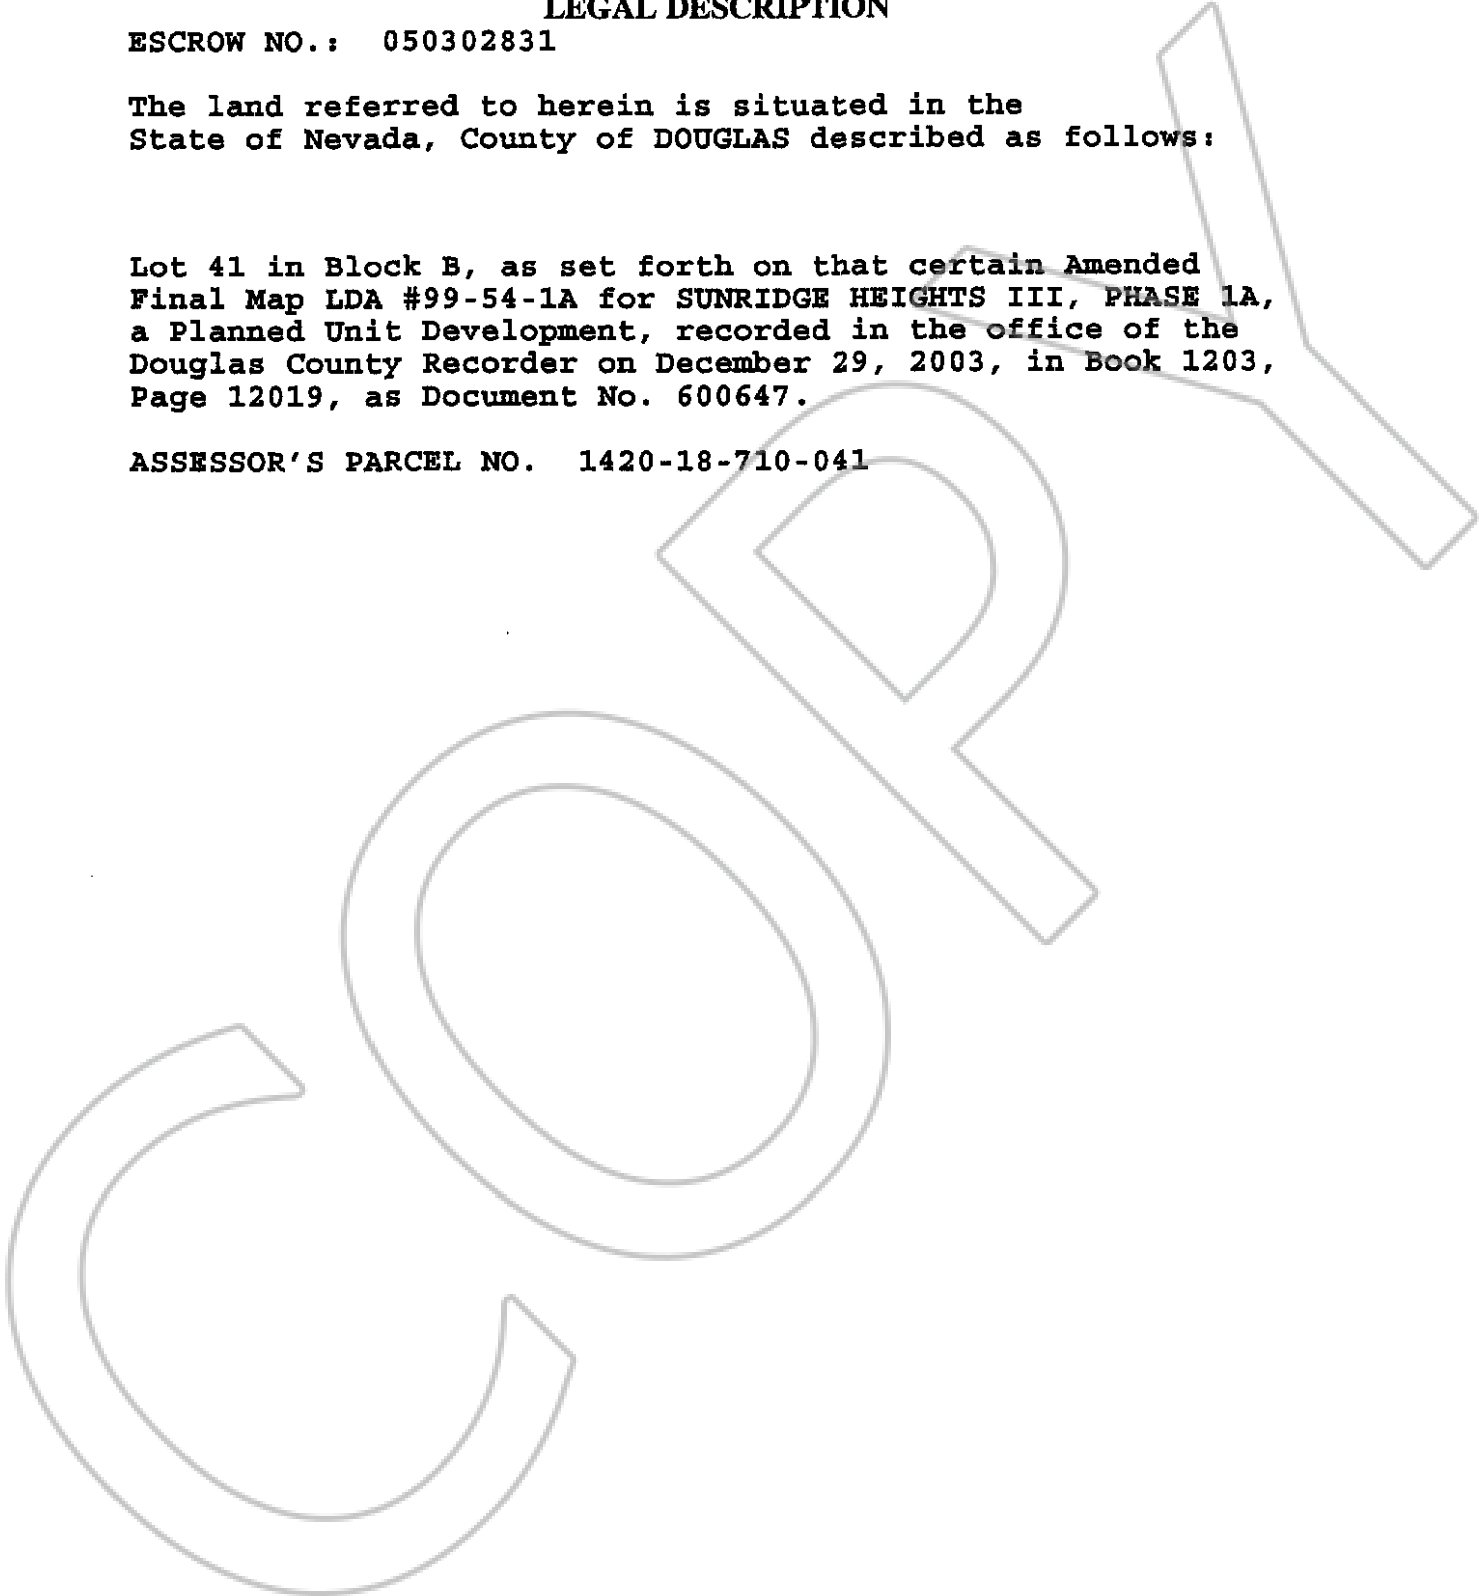 LEGAL DESCRIPTION
ESCROW NO.: 050302831
The land referred to herein is situated in the
State of Nevada, County of DOUGLAS described as follows:
Lot 41 in Block B, as set forth on that certain Amended
Final Map LDA #99-54-1A for SUNRIDGE HEIGHTS III, PHASE 1A,
a Planned Unit Development, recorded in the office of the
Douglas County Recorder on December 29, 2003, in Book 1203,
Page 12019, as Document No. 600647.
ASSESSOR'S PARCEL NO. 1420-18-710-041
COPY